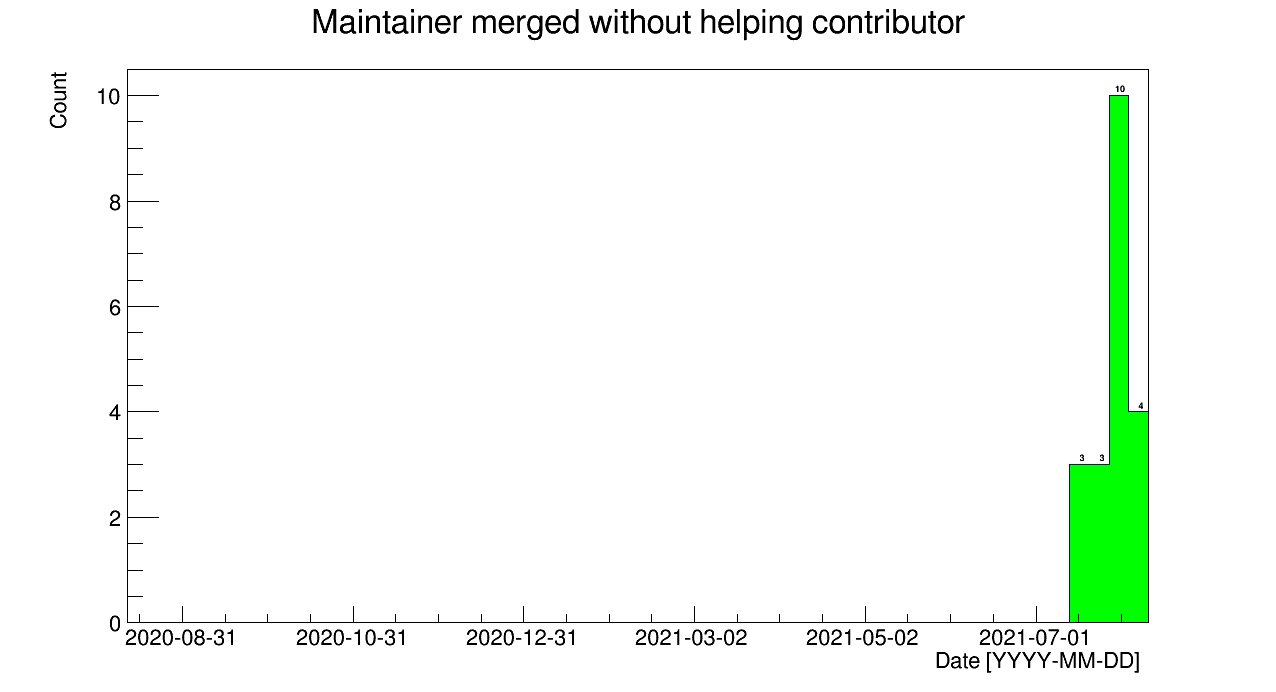 Maintainer merged without helping contributor
Count
10
8
6
4
2
0
10
4
3 3
2020-08-31 2020-10-31 2020-12-31 2021-03-02 2021-05-02 2021-07-01
Date [YYYY-MM-DD]